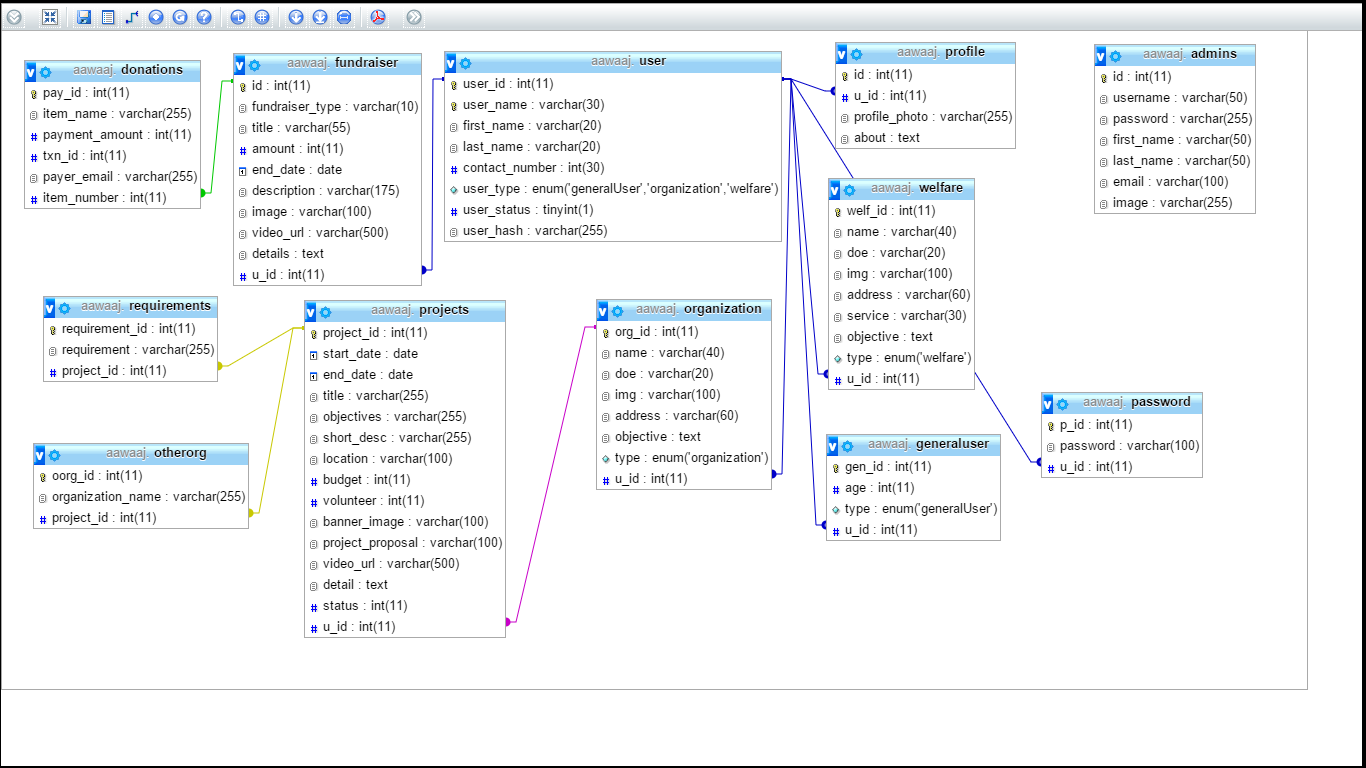 aawaaj. donations
pay_id : int(11)
item_name : varchar(255)
payment_amount : int(11)
txn_id : int(11)
payer_email : varchar(255)
item_number : int(11)
aawaaj. fundraiser
id : int(11)
fundraiser_type : varchar(10)
title : varchar(55)
amount : int(11)
end_date : date
description : varchar(175)
image : varchar(100)
video_url : varchar(500)
details : text
u_id : int(11)
aawaaj. user
user_id : int(11)
user_name : varchar(30)
first_name : varchar(20)
last_name : varchar(20)
contact_number : int(30)
user_type : enum('generalUser','organization','welfare')
user_status : tinyint(1)
user_hash : varchar(255)
aawaaj. profile
id : int(11)
u_id : int(11)
profile_photo : varchar(255)
about : text
aawaaj. admins
id : int(11)
username : varchar(50)
password : varchar(255)
first_name : varchar(50)
last_name : varchar(50)
email : varchar(100)
image : varchar(255)
aawaaj. welfare
welf_id : int(11)
name : varchar(40)
doe : varchar(20)
img : varchar(100)
address : varchar(60)
service : varchar(30)
objective : text
type : enum('welfare')
u_id : int(11)
aawaaj. requirements
requirement_id : int(11)
requirement : varchar(255)
project_id : int(11)
aawaaj. projects
project_id : int(11)
start_date : date
end_date : date
title : varchar(255)
objectives : varchar(255)
short_desc : varchar(255)
location : varchar(100)
budget : int(11)
volunteer : int(11)
banner_image : varchar(100)
project_proposal : varchar(100)
video_url : varchar(500)
detail : text
status : int(11)
u_id : int(11)
aawaaj. organization
org_id : int(11)
name : varchar(40)
doe : varchar(20)
img : varchar(100)
address : varchar(60)
objective : text
type : enum('organization')
u_id : int(11)
aawaaj. password
p_id : int(11)
password : varchar(100)
u_id : int(11)
aawaaj. otherorg
oorg_id : int(11)
organization_name : varchar(255)
project_id : int(11)
aawaaj. generaluser
gen_id : int(11)
age : int(11)
type : enum('generalUser')
u_id : int(11)